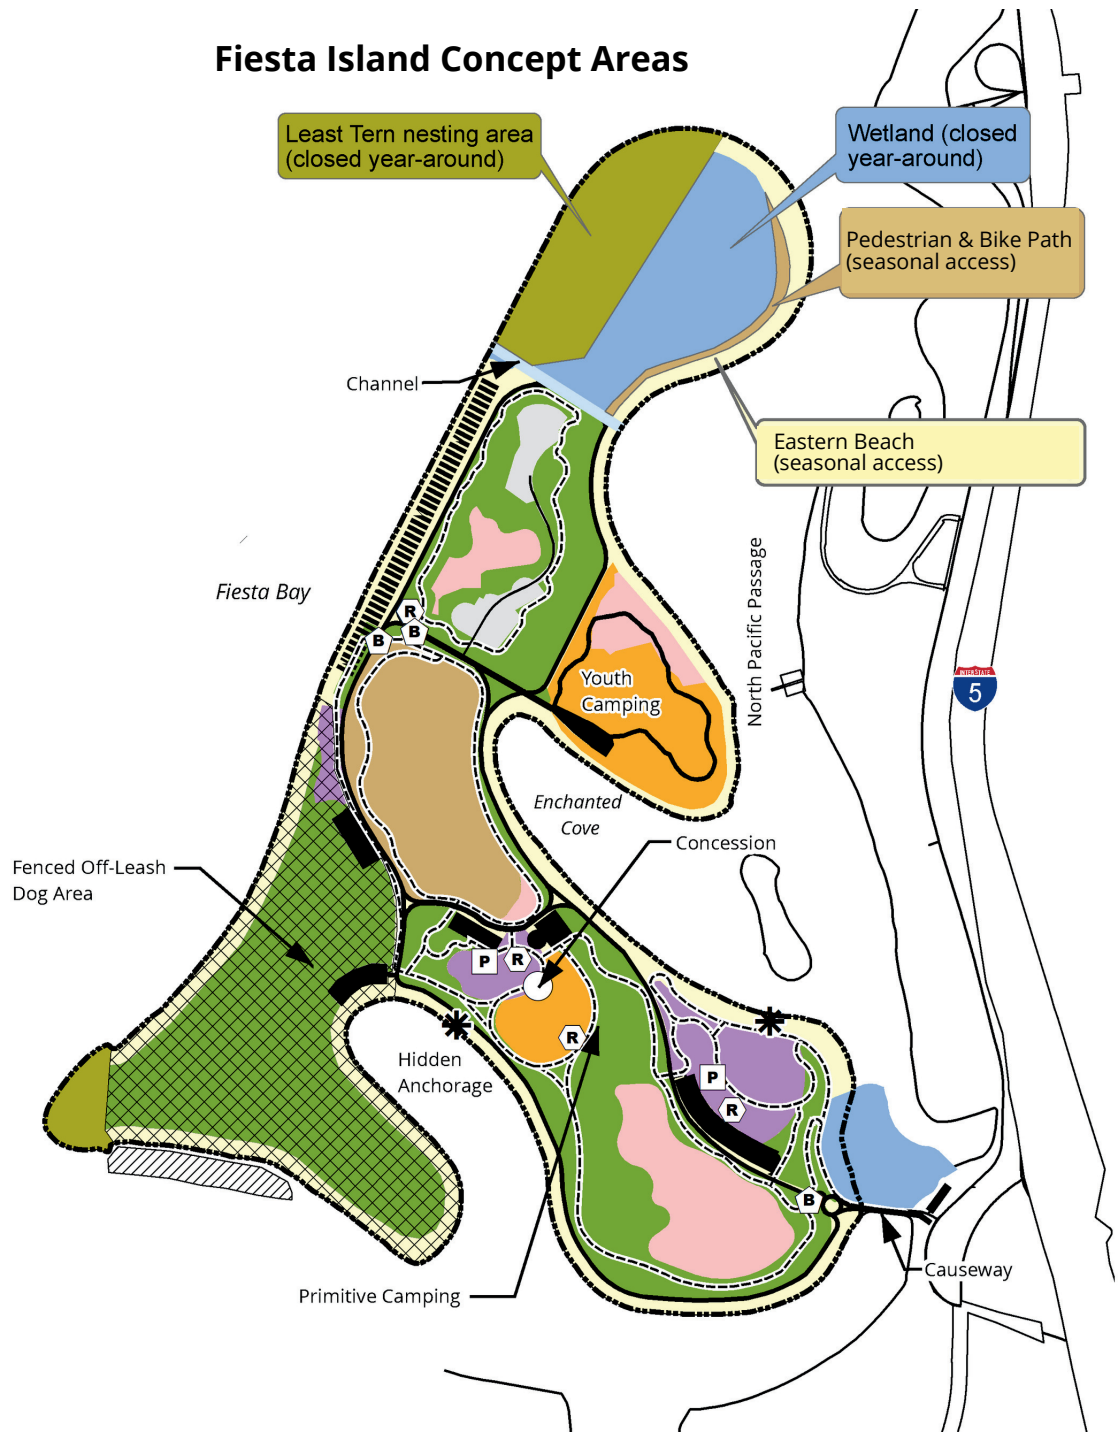 Fiesta Island Concept Areas
Least Tern nesting area
(closed year-around)
Wetland (closed
year-around)
Pedestrian & Bike Path
(seasonal access)
Channel
Eastern Beach
(seasonal access)
Fiesta Bay
North Pacific Passage
R
B
B
Youth
Camping
INTERSTATE
5
Enchanted
Cove
Concession
Fenced Off-Leash
Dog Area
P
R
R
Hidden
Anchorage
P
R
B
Causeway
Primitive Camping